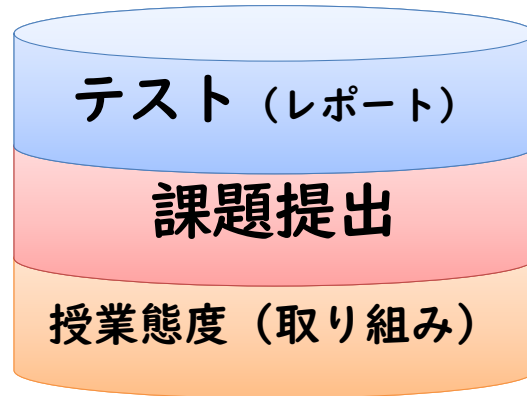 テスト（レポート）
課題提出
授業態度（取り組み）